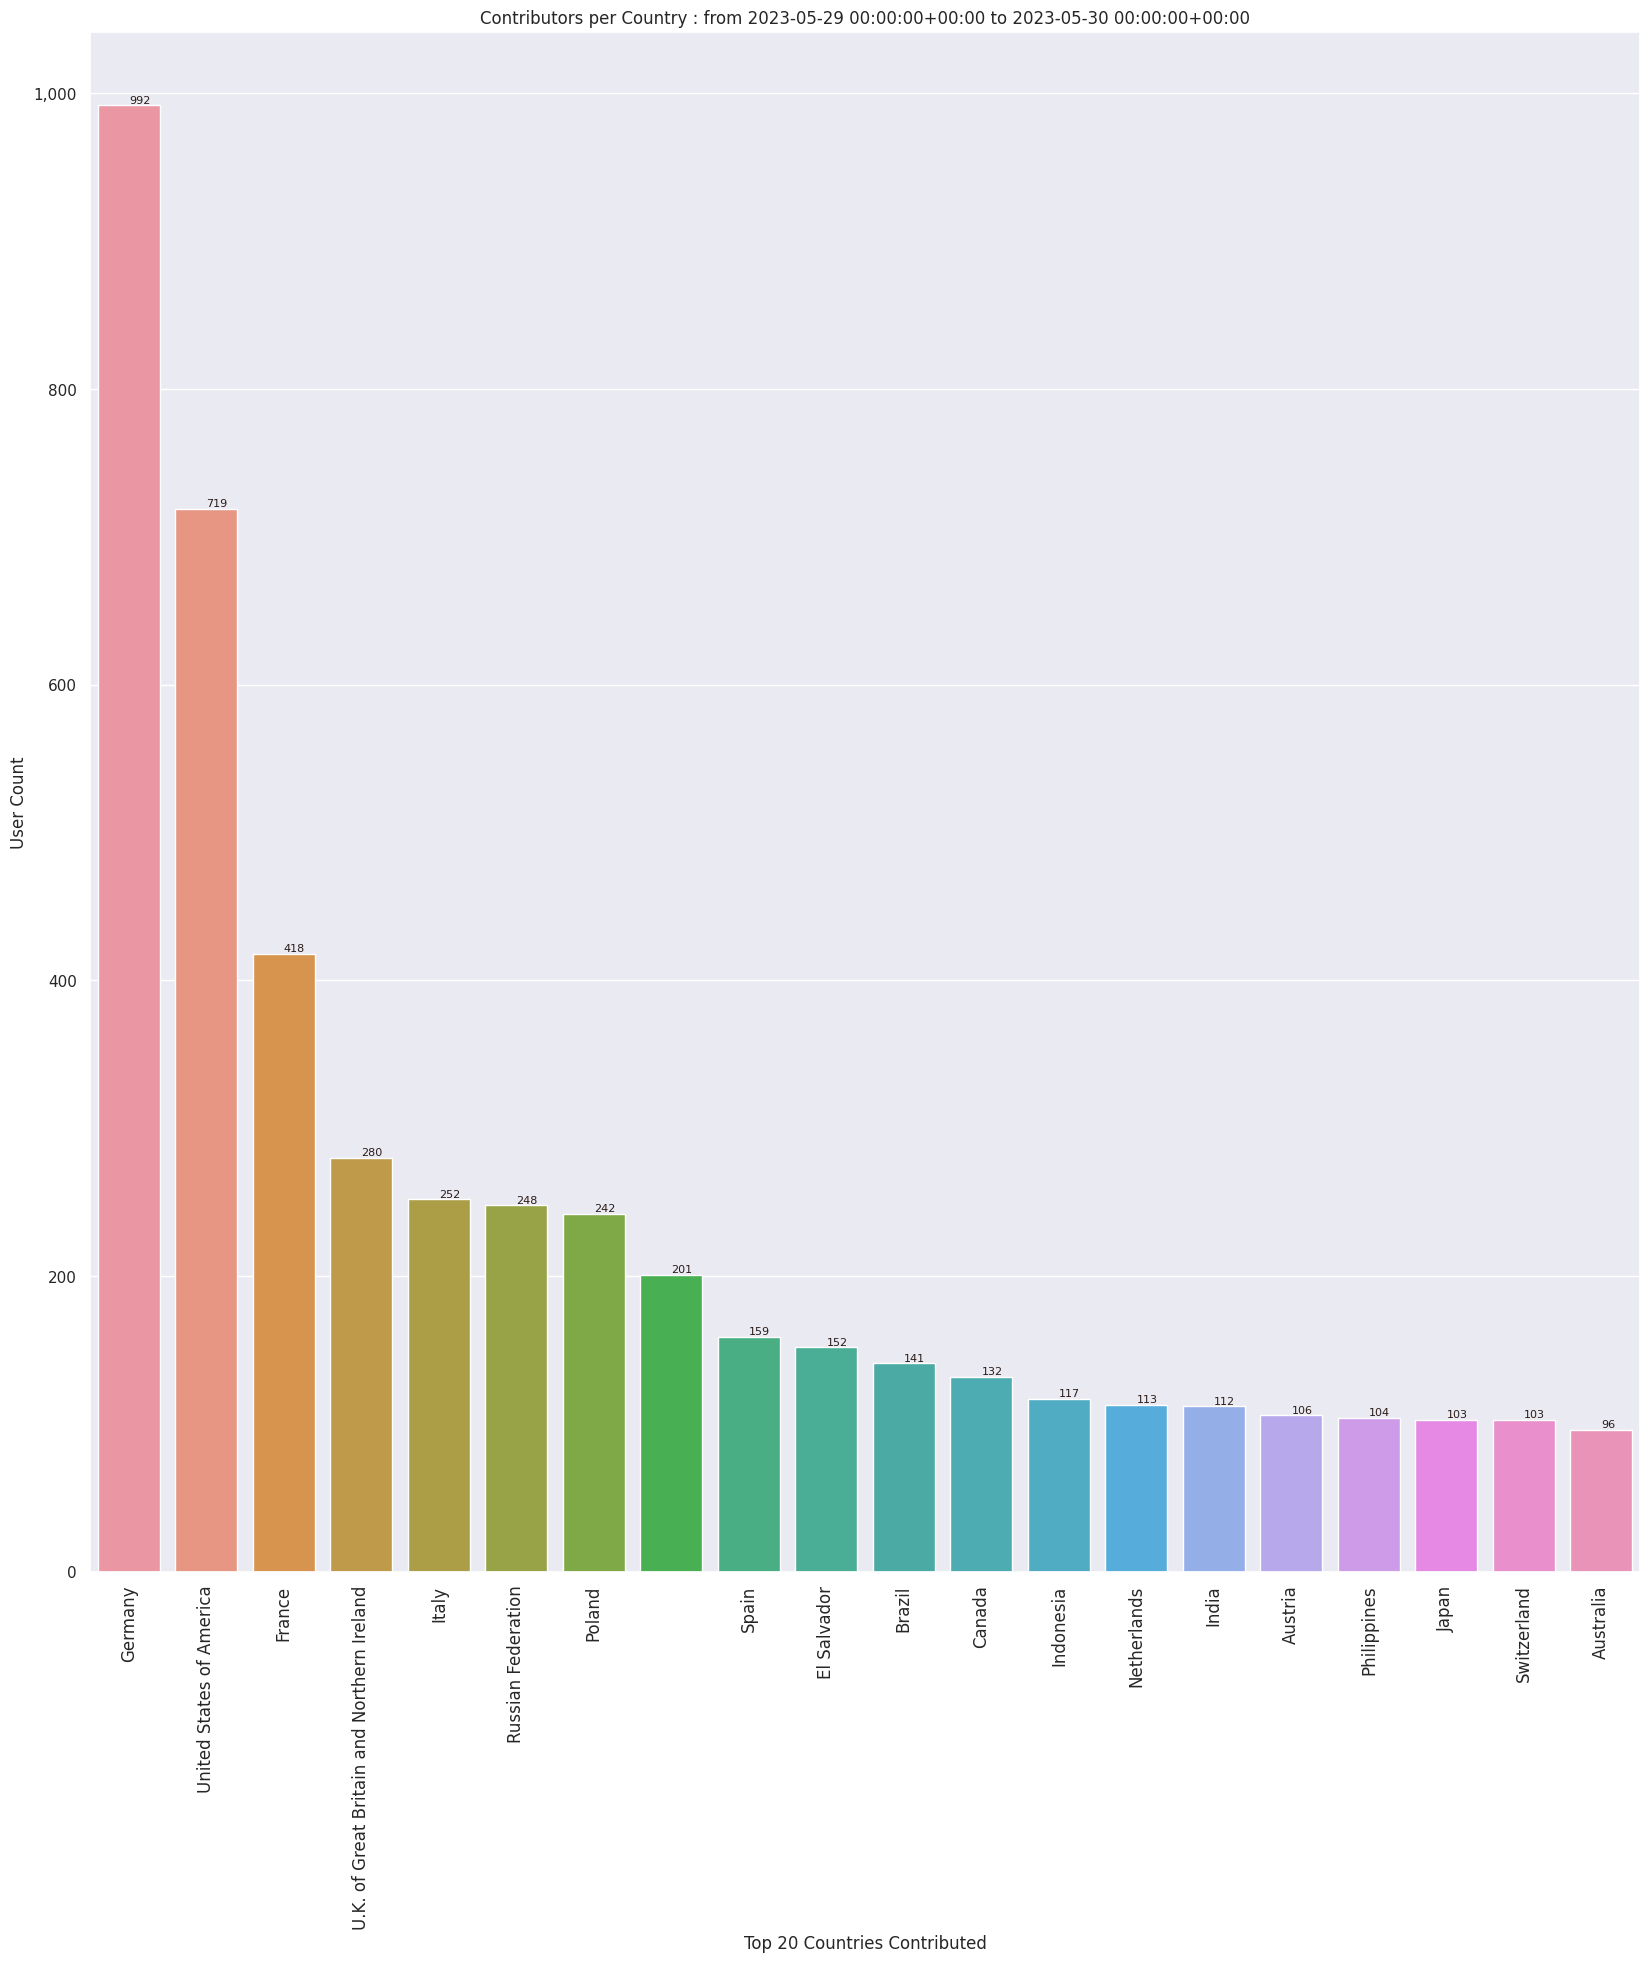 Contributors per Country : from 2023-05-29 00:00:00+00:00 to 2023-05-30 00:00:00+00:00
User Count
1,000
800
600
400
200
0
992
719
418
280
252
248
242
201
159
152
141
132
117
113
112
106
104
103
103
96
Germany
United States of America
France
U.K. of Great Britain and Northern Ireland
Italy
Russian Federation
Poland
Spain
El Salvador
Brazil
Canada
Indonesia
Netherlands
India
Austria
Philippines
Japan
Switzerland
Australia
Top 20 Countries Contributed